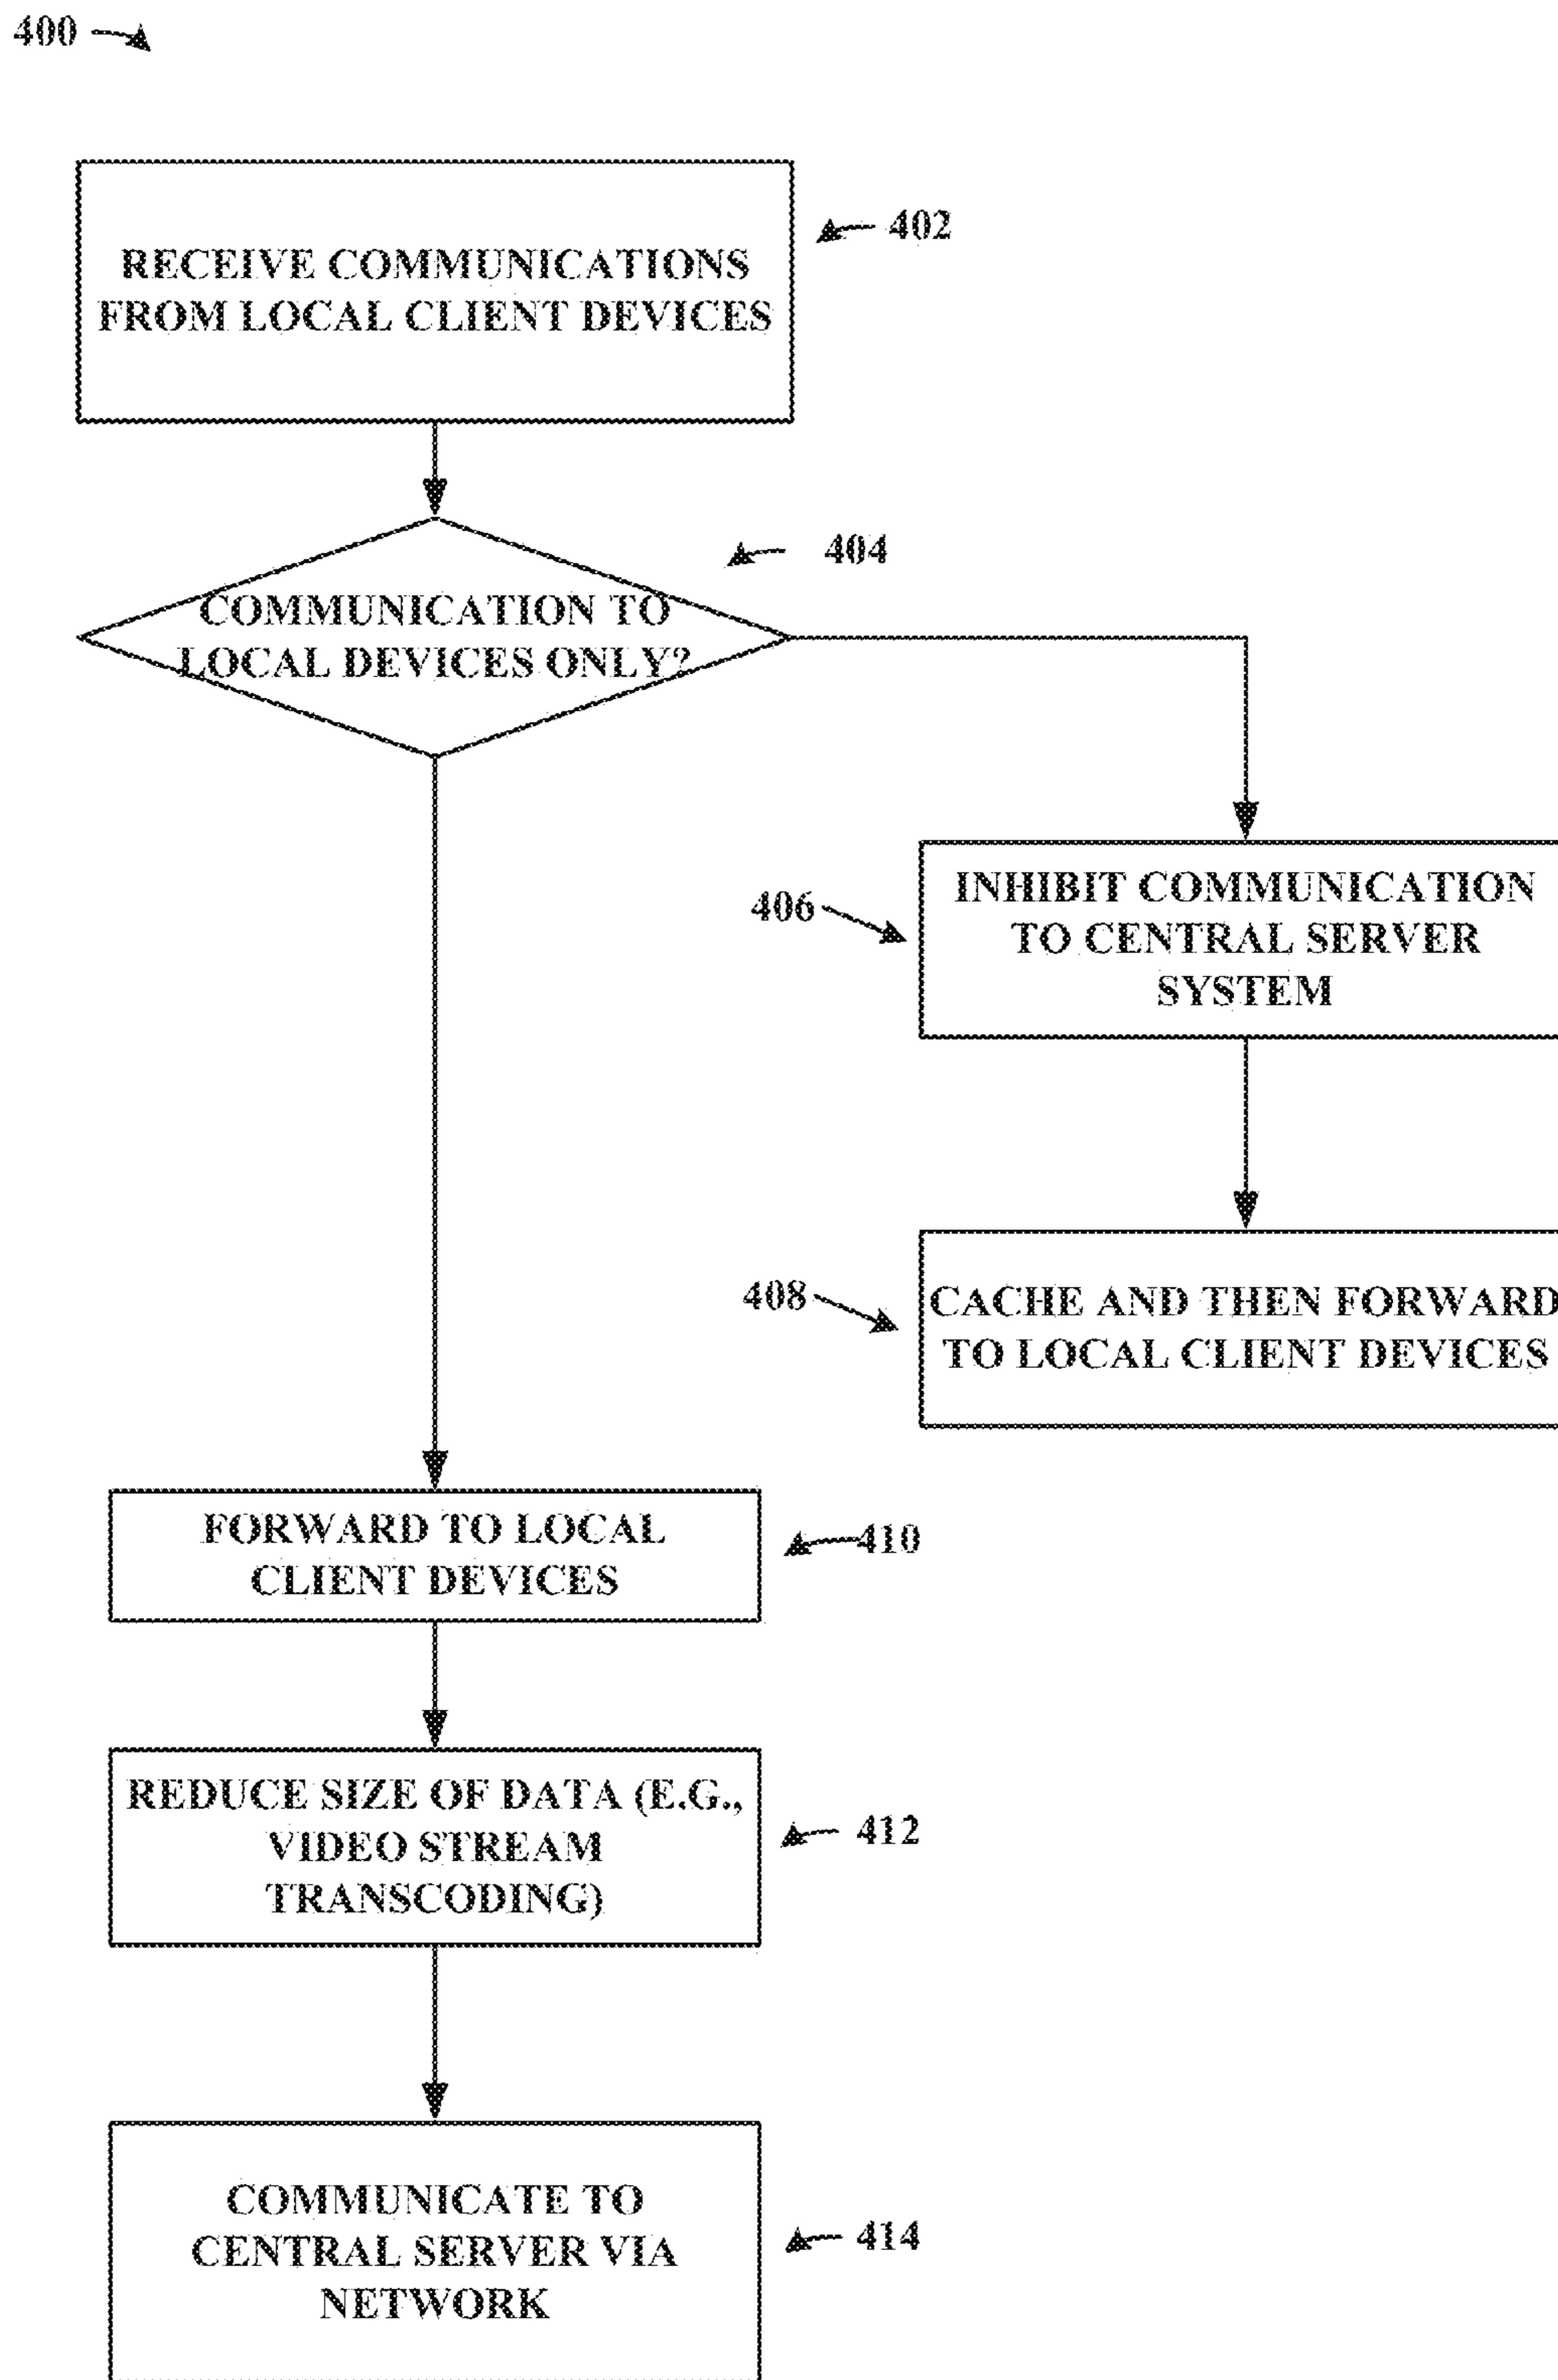 400
RECEIVE COMMUNICATIONS
FROM LOCAL CLIENT DEVICES
402
COMMUNICATION TO
LOCAL DEVICES ONLY?
404
INHIBIT COMMUNICATION
TO CENTRAL SERVER
SYSTEM
406
CACHE AND THEN FORWARD
TO LOCAL CLIENT DEVICES
408
FORWARD TO LOCAL
CLIENT DEVICES
410
REDUCE SIZE OF DATA (E.G.,
VIDEO STREAM
TRANSCODING)
412
COMMUNICATE TO
CENTRAL SERVER VIA
NETWORK
414